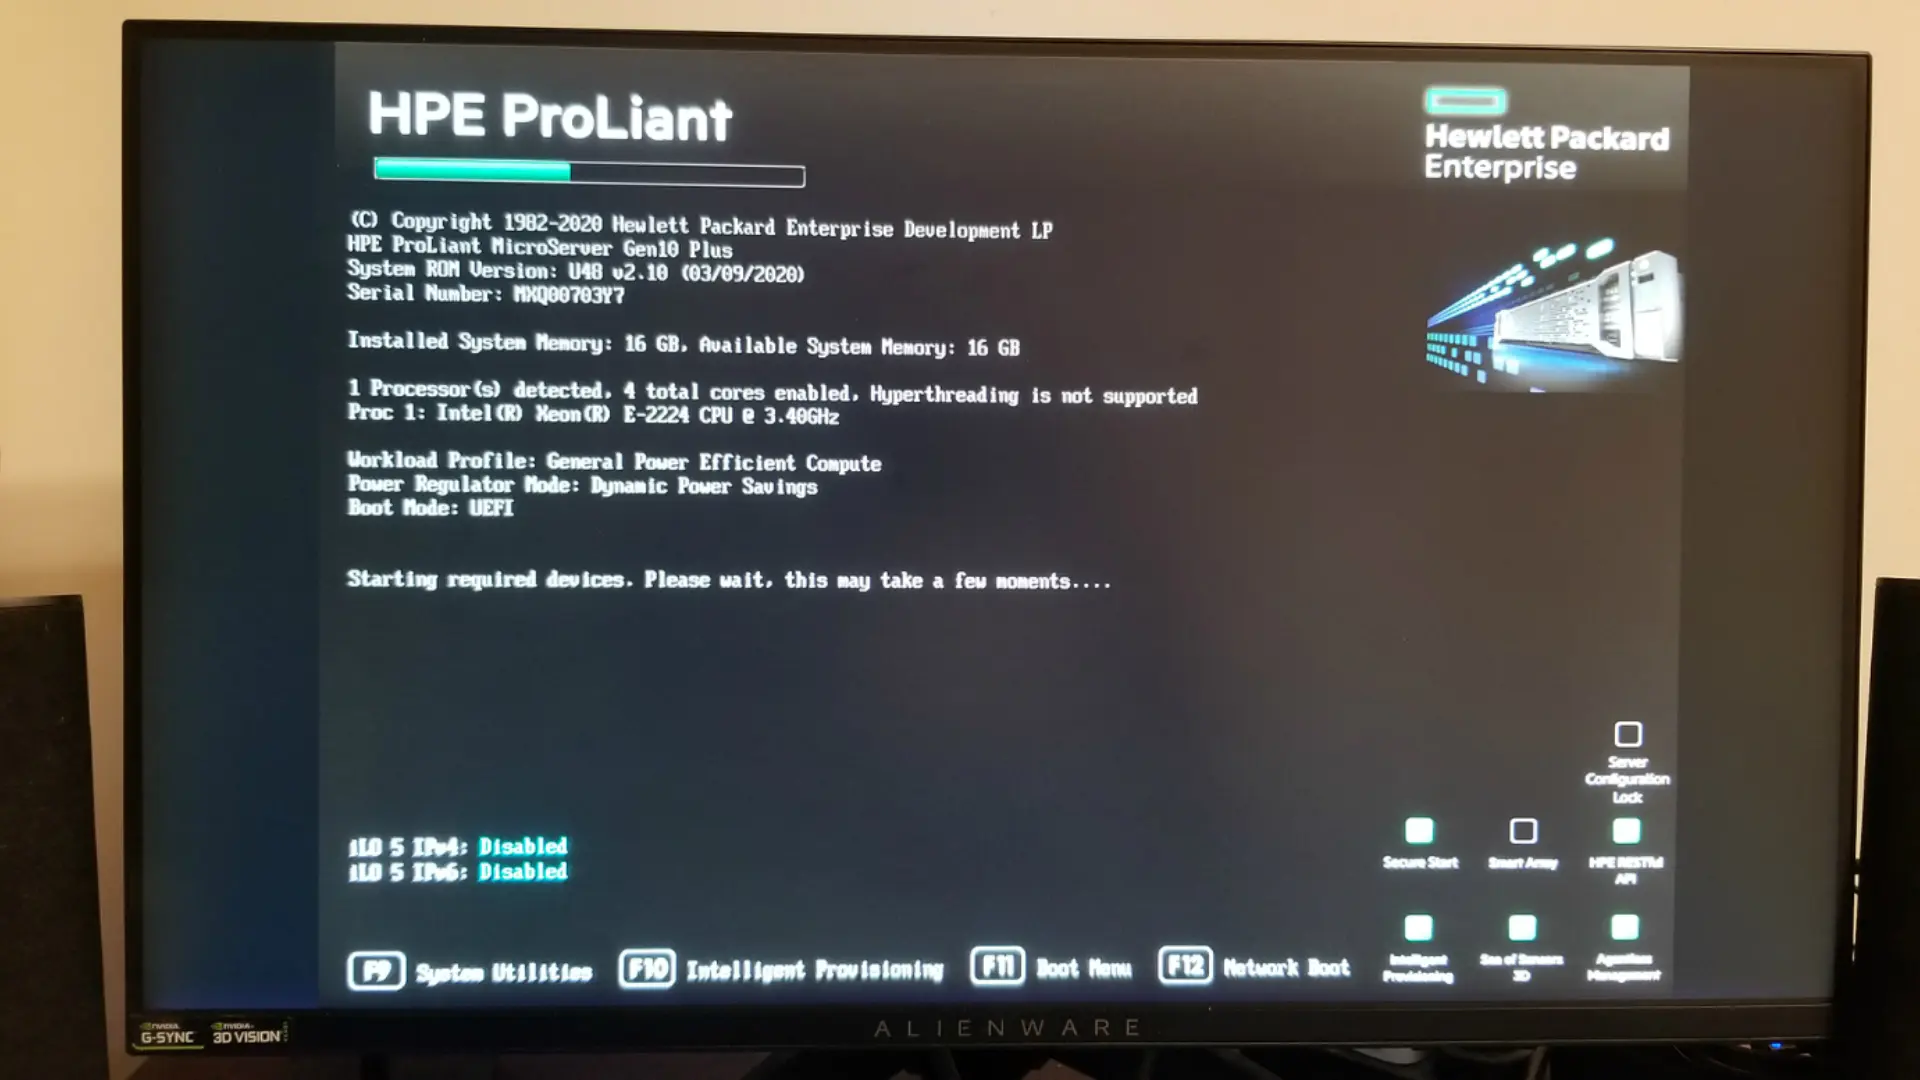 HPE ProLiant
Hewlett Packard
Enterprise
(C) Copyright 1982-2020 Hewlett Packard Enterprise Development LP
HPE ProLiant MicroServer Gen10 Plus
System ROM Version: U48 v2.10 (03/09/2020)
Serial Number: MXQ00703Y7
Installed System Memory: 16 GB, Available System Memory: 16 GB
1 Processor(s) detected, 4 total cores enabled, Hyperthreading is not supported
Proc 1: Intel(R) Xeon(R) E-2224 CPU @ 3.40GHz
Workload Profile: General Power Efficient Compute
Power Regulator Mode: Dynamic Power Savings
Boot Mode: UEFI
Starting required devices. Please wait, this may take a few moments....
Server
Configuration
Lock
iLO 5 IPv4: Disabled
iLO 5 IPv6: Disabled
Secure Start
Smart Array
HPE RESTful
API
F9 System Utilities
F10 Intelligent Provisioning
F11 Boot Menu
F12 Network Boot
Intelligent
Provisioning
Sea of Sensors
3D
Agentless
Management
NVIDIA G-SYNC
NVIDIA 3D VISION
ALIENWARE